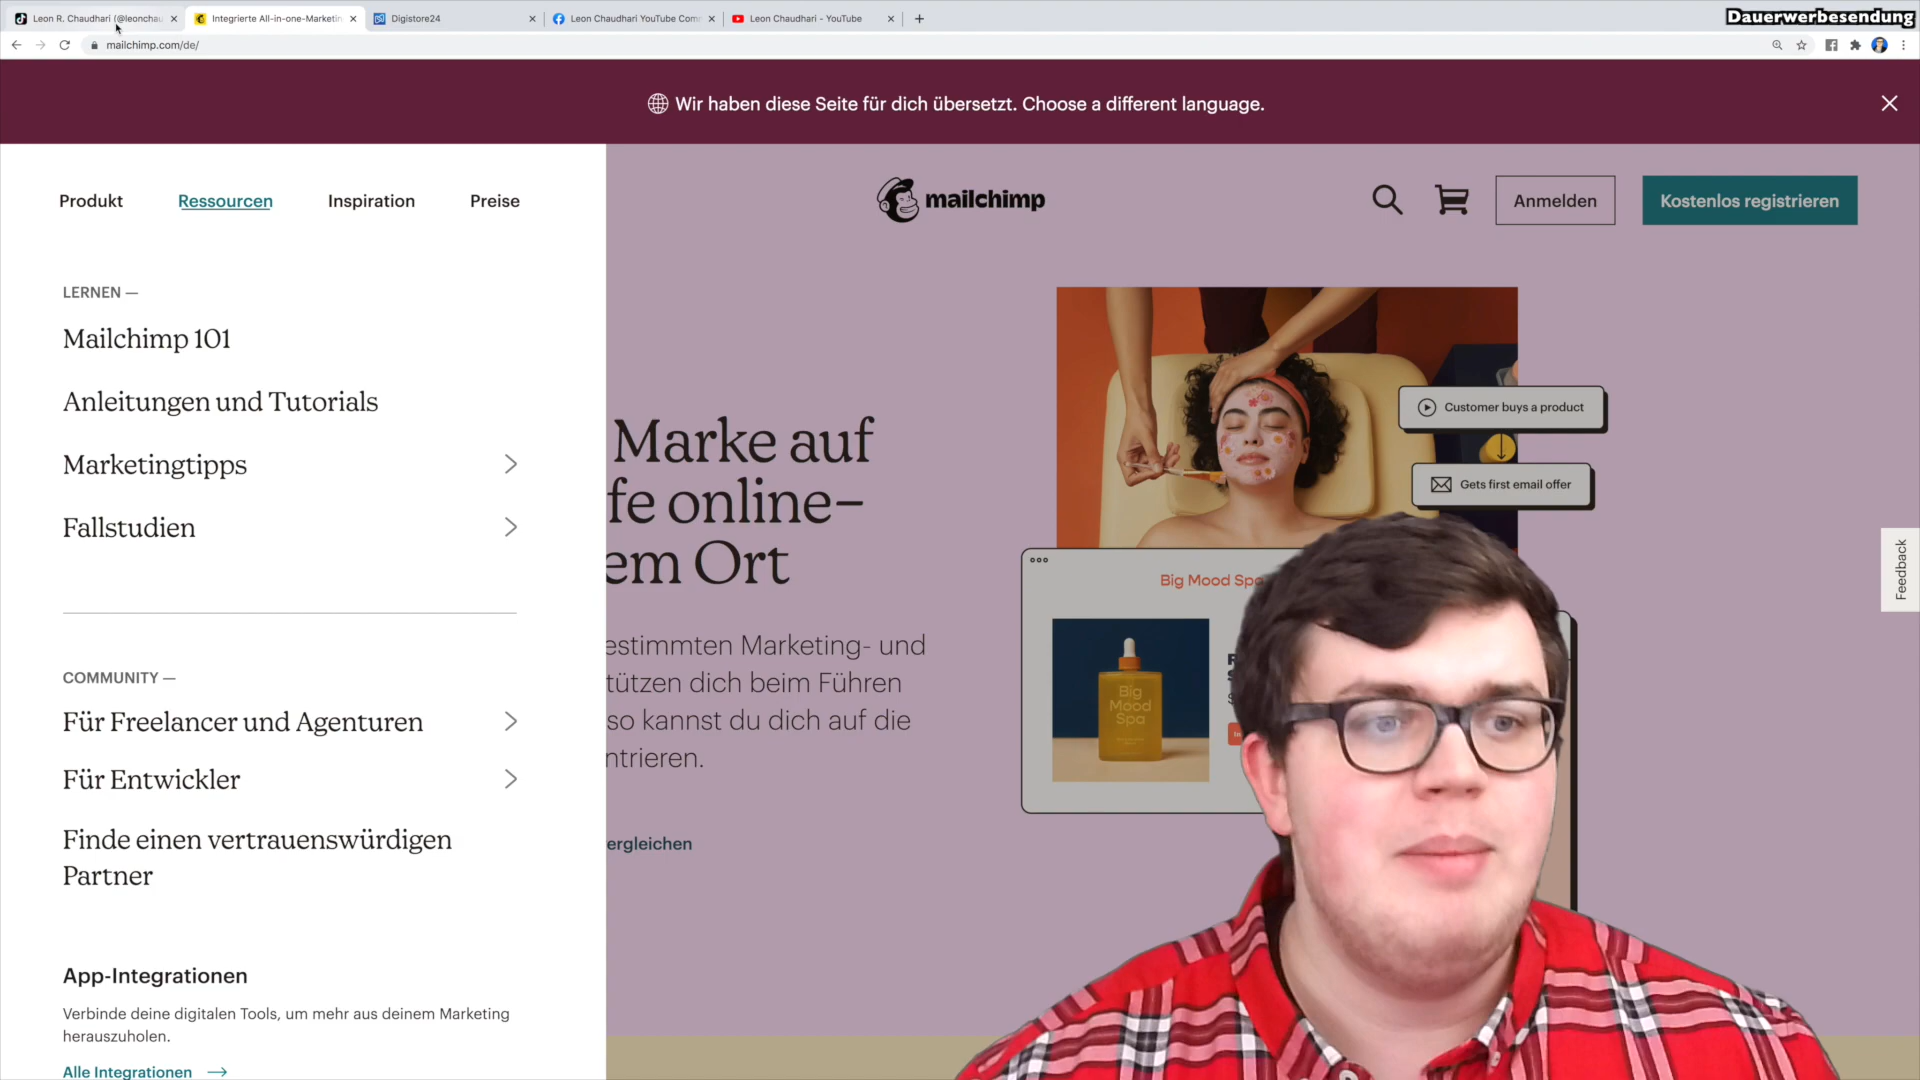 Leon R. Chaudhari (@leonchau
Integrierte All-in-one-Marketin
Digistore24
Leon Chaudhari YouTube Com
Leon Chaudhari - YouTube
Dauerwerbesendung
mailchimp.com/de/
Wir haben diese Seite für dich übersetzt. Choose a different language.
Produkt
Ressourcen
Inspiration
Preise
mailchimp
Anmelden
Kostenlos registrieren
LERNEN —
Mailchimp 101
Anleitungen und Tutorials
Marketingtipps
Fallstudien
Marke auf
fe online–
em Ort
Customer buys a product
Gets first email offer
Feedback
Big Mood Spa
Big
Mood
Spa
COMMUNITY —
Für Freelancer und Agenturen
Für Entwickler
Finde einen vertrauenswürdigen
Partner
estimmten Marketing- und
tützen dich beim Führen
so kannst du dich auf die
ntrieren.
ergleichen
App-Integrationen
Verbinde deine digitalen Tools, um mehr aus deinem Marketing
herauszuholen.
Alle Integrationen